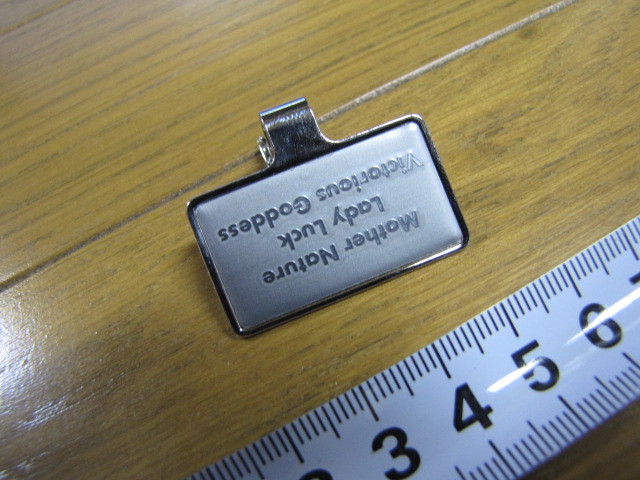 Mother Nature
Lady Luck
Victorious Goddess
3 4 5 6